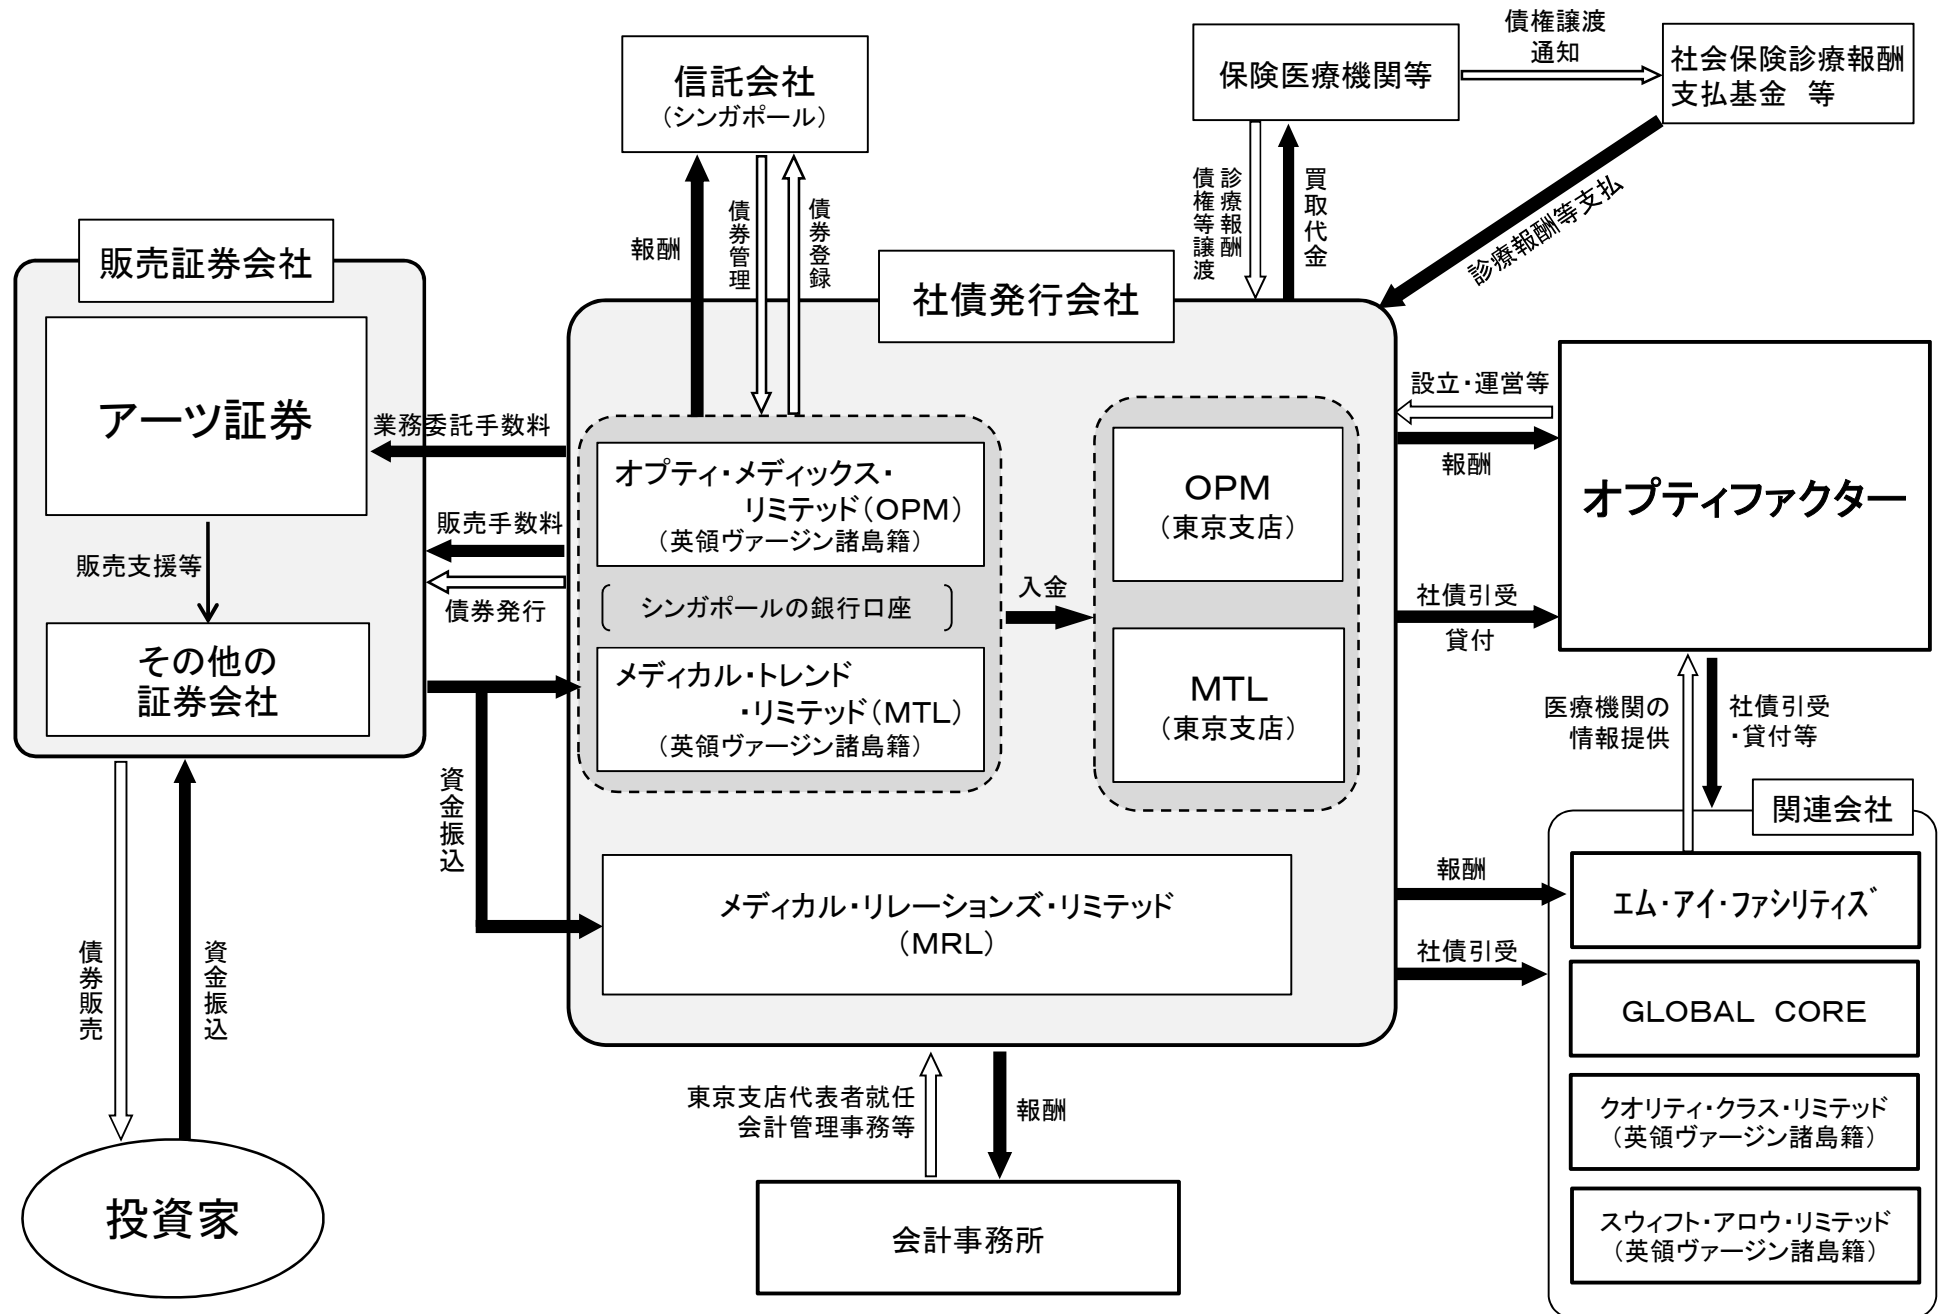 債権譲渡
通知
信託会社
（シンガポール）
保険医療機関等
社会保険診療報酬
支払基金　等
報酬
債券管理
債券登録
診療報酬
債権等譲渡
買取代金
診療報酬等支払
販売証券会社
アーツ証券
販売支援等
その他の
証券会社
業務委託手数料
販売手数料
債券発行
資金振込
社債発行会社
オプティ・メディックス・
リミテッド（ＯＰＭ）
（英領ヴァージン諸島籍）
シンガポールの銀行口座
メディカル・トレンド
・リミテッド（ＭＴＬ）
（英領ヴァージン諸島籍）
入金
ＯＰＭ
（東京支店）
ＭＴＬ
（東京支店）
メディカル・リレーションズ・リミテッド
（ＭＲＬ）
設立・運営等
報酬
社債引受
貸付
オプティファクター
医療機関の
情報提供
社債引受
・貸付等
関連会社
報酬
社債引受
エム・アイ・ファシリティズ
ＧＬＯＢＡＬ　ＣＯＲＥ
クオリティ・クラス・リミテッド
（英領ヴァージン諸島籍）
スウィフト・アロウ・リミテッド
（英領ヴァージン諸島籍）
債券販売
資金振込
投資家
東京支店代表者就任
会計管理事務等
報酬
会計事務所